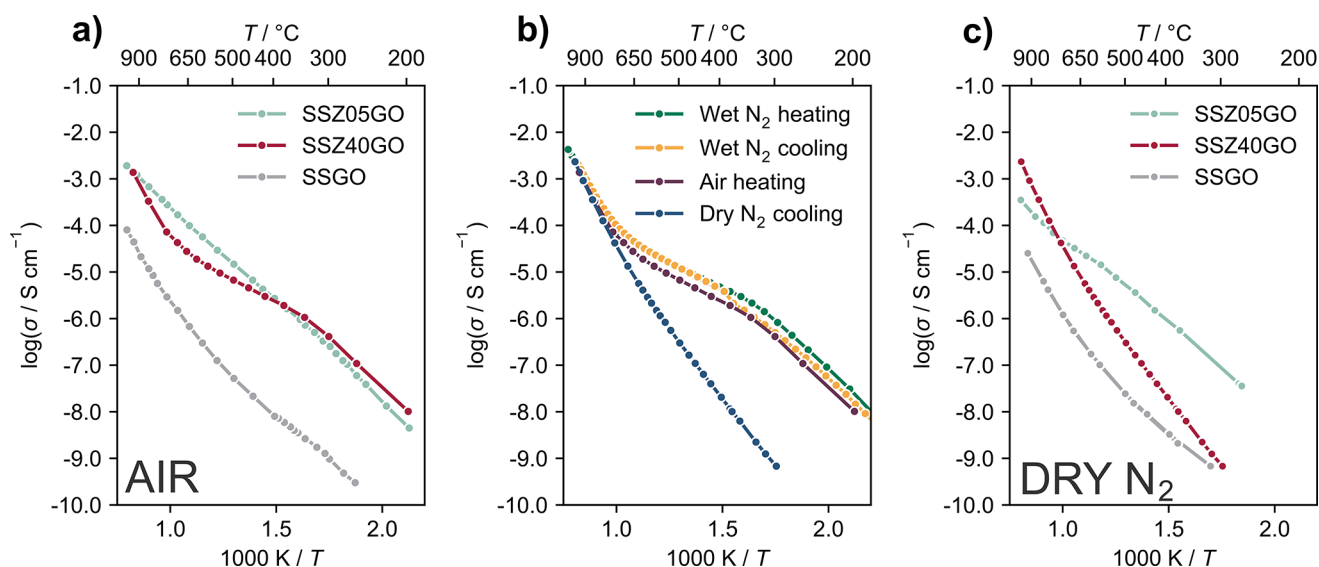 a)
T / °C
900 650 500 400 300 200
-1.0
-2.0
-3.0
-4.0
-5.0
-6.0
-7.0
-8.0
-9.0
-10.0
log(σ / S cm⁻¹)
SSZ05GO
SSZ40GO
SSGO
AIR
1.0 1.5 2.0
1000 K / T
b)
T / °C
900 650 500 400 300 200
-1.0
-2.0
-3.0
-4.0
-5.0
-6.0
-7.0
-8.0
-9.0
-10.0
log(σ / S cm⁻¹)
Wet N₂ heating
Wet N₂ cooling
Air heating
Dry N₂ cooling
1.0 1.5 2.0
1000 K / T
c)
T / °C
900 650 500 400 300 200
-1.0
-2.0
-3.0
-4.0
-5.0
-6.0
-7.0
-8.0
-9.0
-10.0
log(σ / S cm⁻¹)
SSZ05GO
SSZ40GO
SSGO
DRY N₂
1.0 1.5 2.0
1000 K / T